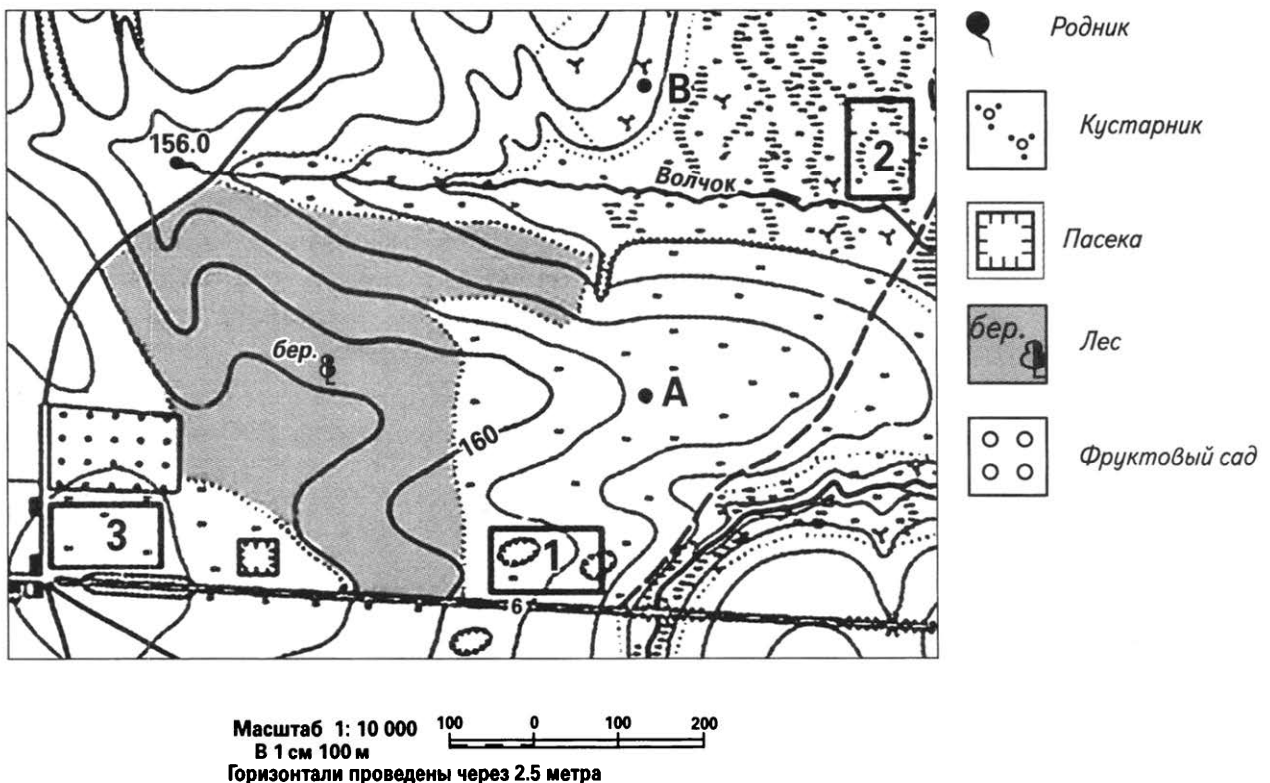 Родник
В
Кустарник
156.0
2
Волчок
Пасека
бер.
бер.
Лес
А
160
Фруктовый сад
3
1
6
Масштаб 1: 10 000
100 0 100 200
В 1 см 100 м
Горизонтали проведены через 2.5 метра